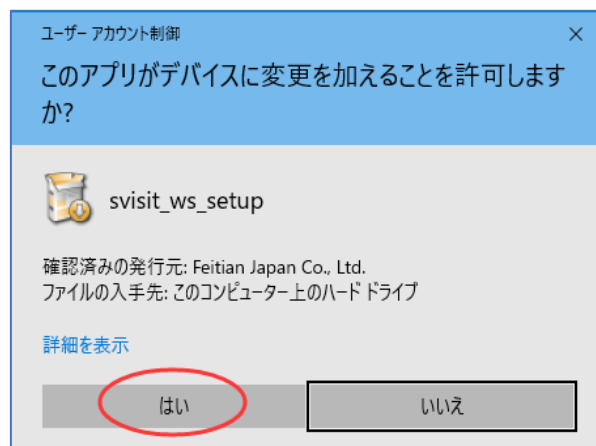 ユーザー アカウント制御
このアプリがデバイスに変更を加えることを許可します
か?
svisit_ws_setup
確認済みの発行元: Feitian Japan Co., Ltd.
ファイルの入手先: このコンピューター上のハード ドライブ
詳細を表示
はい
いいえ